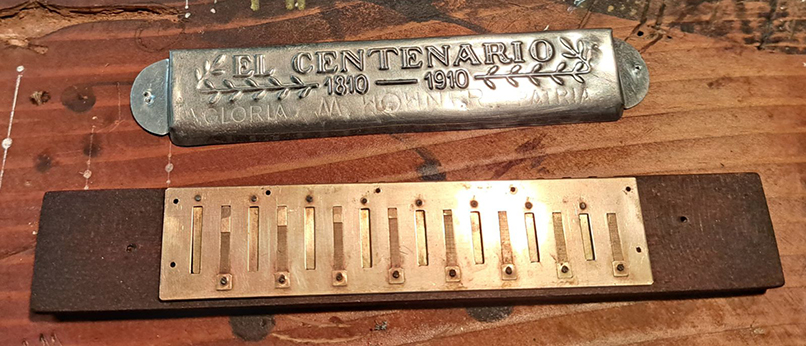 EL CENTENARIO
1810 — 1910
GLORIA M. HOHNER PATRIA